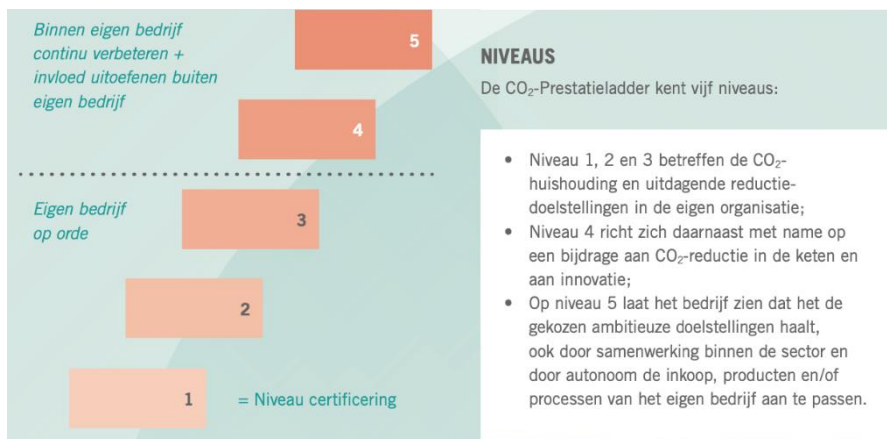 Binnen eigen bedrijf
continu verbeteren +
invloed uitoefenen buiten
eigen bedrijf
5
4
Eigen bedrijf
op orde
3
2
1
= Niveau certificering
NIVEAUS
De CO₂-Prestatieladder kent vijf niveaus:
• Niveau 1, 2 en 3 betreffen de CO₂-
huishouding en uitdagende reductie-
doelstellingen in de eigen organisatie;
• Niveau 4 richt zich daarnaast met name op
een bijdrage aan CO₂-reductie in de keten en
aan innovatie;
• Op niveau 5 laat het bedrijf zien dat het de
gekozen ambitieuze doelstellingen haalt,
ook door samenwerking binnen de sector en
door autonoom de inkoop, producten en/of
processen van het eigen bedrijf aan te passen.